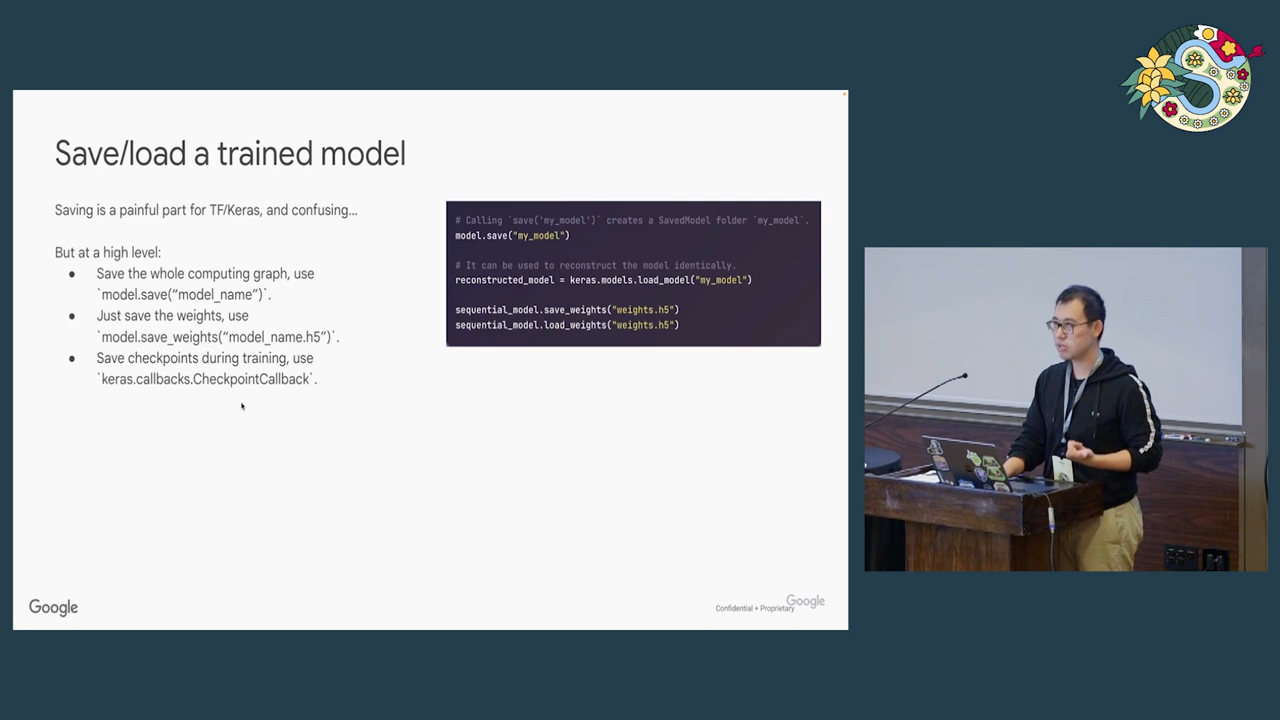 Save/load a trained model
Saving is a painful part for TF/Keras, and confusing...
But at a high level:
● Save the whole computing graph, use
`model.save(“model_name”)`.
● Just save the weights, use
`model.save_weights(“model_name.h5”)`.
● Save checkpoints during training, use
`keras.callbacks.CheckpointCallback`.
# Calling `save('my_model')` creates a SavedModel folder `my_model`.
model.save("my_model")
# It can be used to reconstruct the model identically.
reconstructed_model = keras.models.load_model("my_model")
sequential_model.save_weights("weights.h5")
sequential_model.load_weights("weights.h5")
Google
Confidential + Proprietary
Google